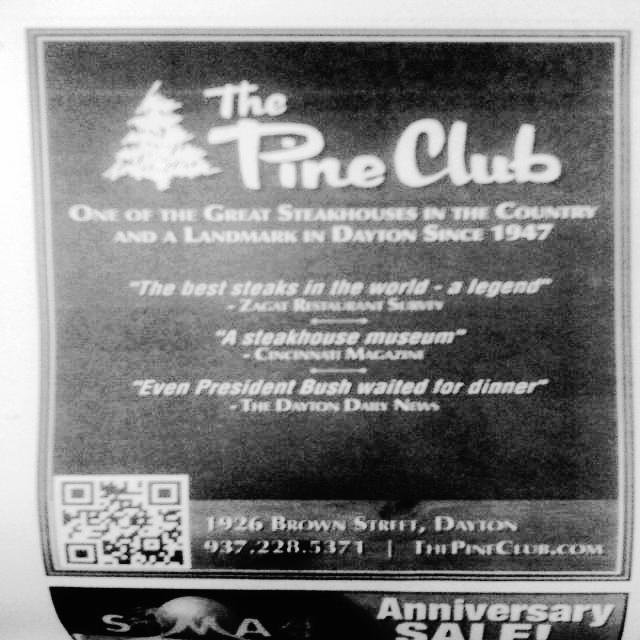 The
Pine Club
One of the Great Steakhouses in the Country
and a Landmark in Dayton Since 1947
"The best steaks in the world - a legend"
- Zagat Restaurant Survey
"A steakhouse museum"
- Cincinnati Magazine
"Even President Bush waited for dinner"
- The Dayton Daily News
1926 Brown Street, Dayton
937.228.5371 | ThePineClub.com
Anniversary
SALE!